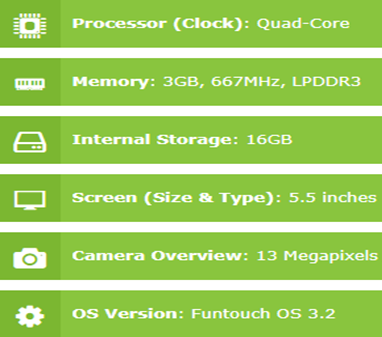 Processor (Clock): Quad-Core
Memory: 3GB, 667MHz, LPDDR3
Internal Storage: 16GB
Screen (Size & Type): 5.5 inches
Camera Overview: 13 Megapixels
OS Version: Funtouch OS 3.2